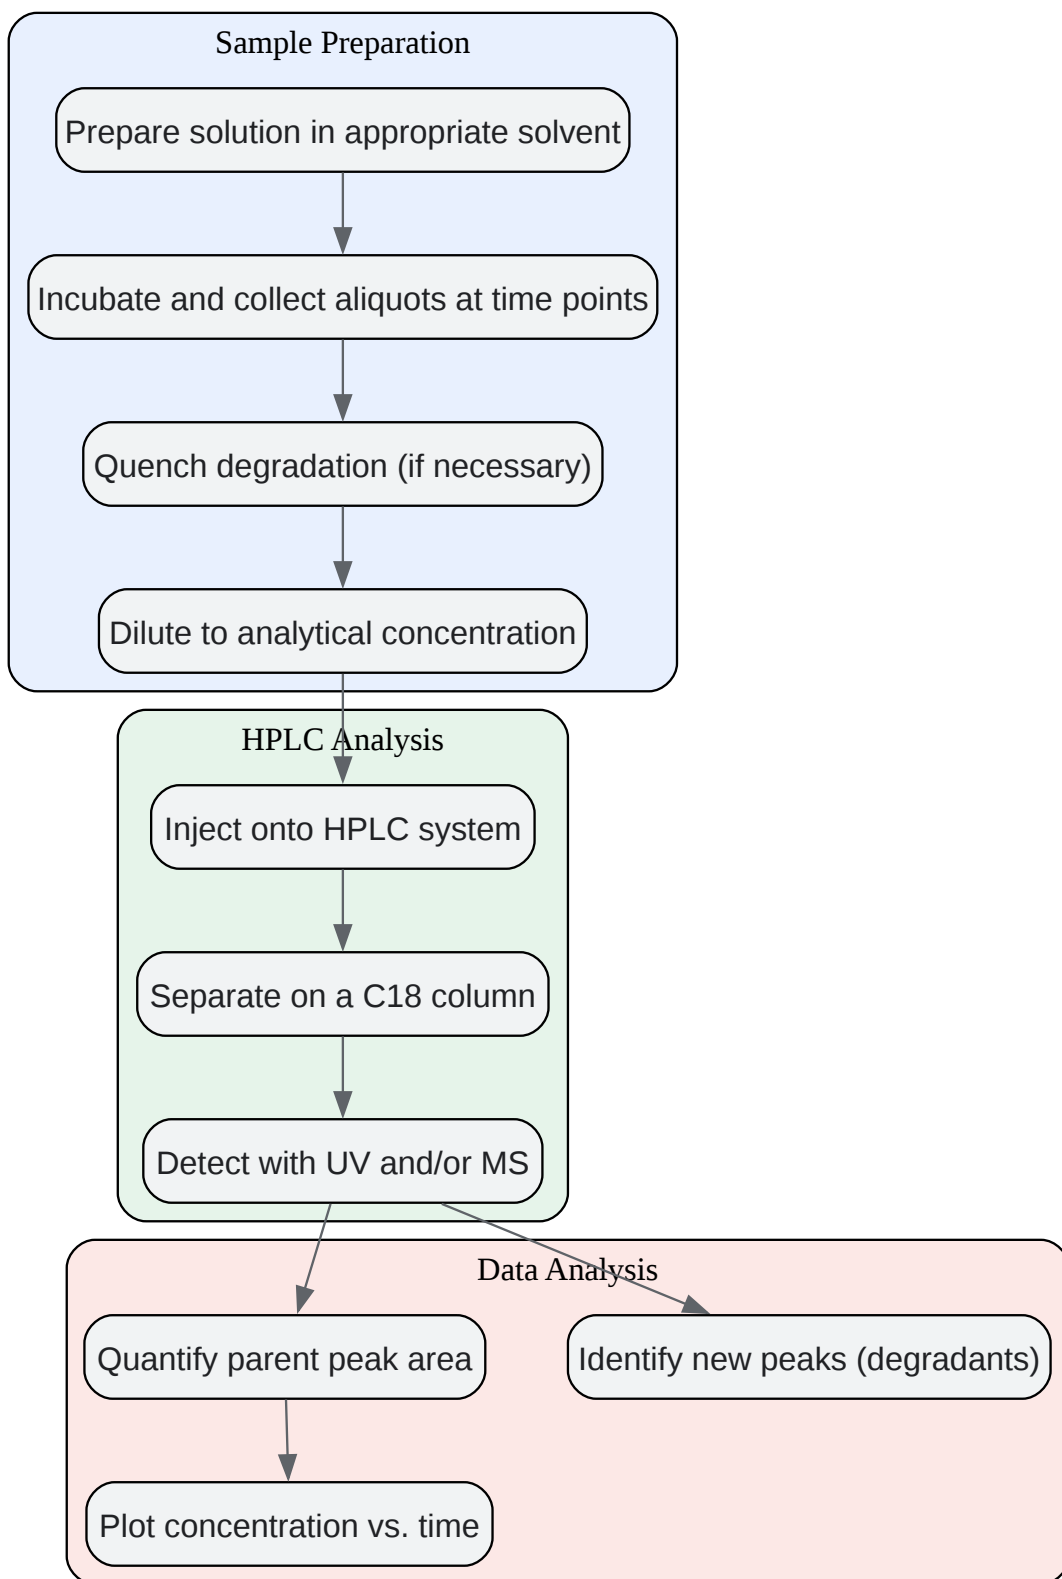 Sample Preparation
Prepare solution in appropriate solvent
Incubate and collect aliquots at time points
Quench degradation (if necessary)
Dilute to analytical concentration
HPLC Analysis
Inject onto HPLC system
Separate on a C18 column
Detect with UV and/or MS
Data Analysis
Quantify parent peak area
Identify new peaks (degradants)
Plot concentration vs. time